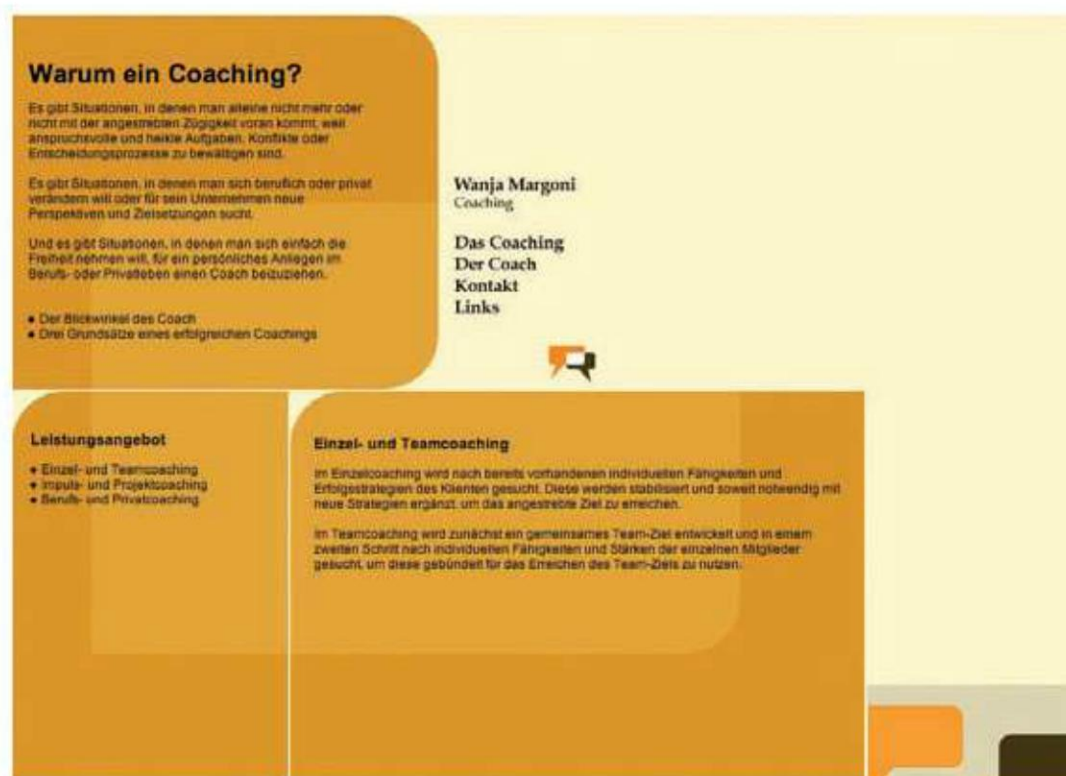 Warum ein Coaching?
Es gibt Situationen, in denen man alleine nicht mehr oder
nicht mit der angestrebten Zügigkeit voran kommt, weil
anspruchsvolle und heikle Aufgaben, Konflikte oder
Entscheidungsprozesse zu bewältigen sind.
Es gibt Situationen, in denen man sich beruflich oder privat
verändern will oder für sein Unternehmen neue
Perspektiven und Zielsetzungen sucht.
Und es gibt Situationen, in denen man sich einfach die
Freiheit nehmen will, für ein persönliches Anliegen im
Berufs- oder Privatleben einen Coach beizuziehen.
• Der Blickwinkel des Coach
• Drei Grundsätze eines erfolgreichen Coachings
Wanja Margoni
Coaching
Das Coaching
Der Coach
Kontakt
Links
Leistungsangebot
• Einzel- und Teamcoaching
• Impuls- und Projektcoaching
• Berufs- und Privatcoaching
Einzel- und Teamcoaching
Im Einzelcoaching wird nach bereits vorhandenen individuellen Fähigkeiten und
Erfolgsstrategien des Klienten gesucht. Diese werden stabilisiert und soweit notwendig mit
neue Strategien ergänzt, um das angestrebte Ziel zu erreichen.
Im Teamcoaching wird zunächst ein gemeinsames Team-Ziel entwickelt und in einem
zweiten Schritt nach individuellen Fähigkeiten und Stärken der einzelnen Mitglieder
gesucht, um diese gebündelt für das Erreichen des Team-Ziels zu nutzen.